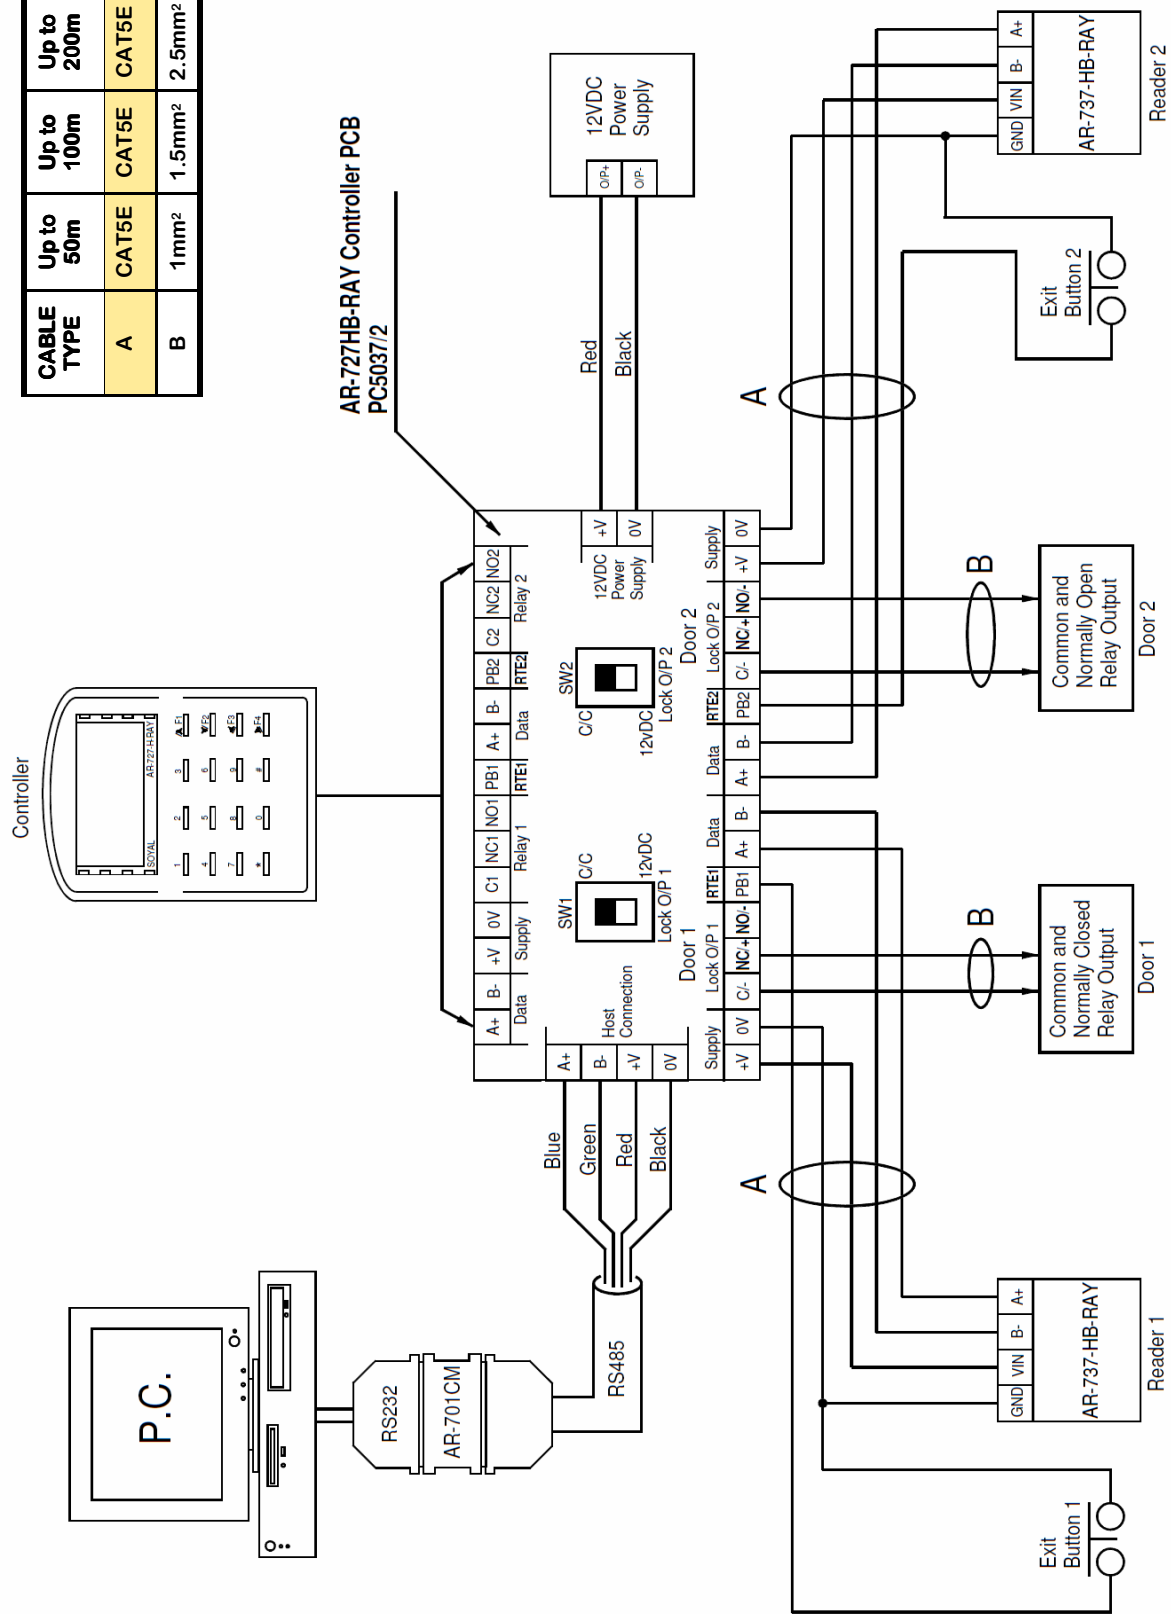 CABLE TYPE
Up to 50m
Up to 100m
Up to 200m
A
CAT5E
CAT5E
CAT5E
B
1mm²
1.5mm²
2.5mm²
Controller
SOYAL
AR-727-H-RAY
1 2 3 F1
4 5 6 F2
7 8 9 F3
* 0 # F4
AR-727HB-RAY Controller PCB
PC5037/2
12VDC
Power
Supply
O/P+
O/P-
Red
Black
P.C.
RS232
AR-701CM
RS485
Blue
Green
Red
Black
A+ B- +V 0V C1 NC1 NO1 PB1 A+ B- PB2 C2 NC2 NO2
Data Supply Relay 1 RTE1 Data RTE2 Relay 2
A+
B-
+V
0V
Host
Connection
+V
0V
12VDC
Power
Supply
SW1
C/C
12vDC
Lock O/P 1
SW2
C/C
12vDC
Lock O/P 2
Door 1
Door 2
Supply Lock O/P 1 RTE1 Data Data RTE2 Lock O/P 2 Supply
+V 0V C/- NC/+ NO/- PB1 A+ B- A+ B- PB2 C/- NC/+ NO/- +V 0V
A
A
B
B
Exit
Button 1
GND VIN B- A+
AR-737-HB-RAY
Reader 1
Common and
Normally Closed
Relay Output
Door 1
Common and
Normally Open
Relay Output
Door 2
Exit
Button 2
GND VIN B- A+
AR-737-HB-RAY
Reader 2